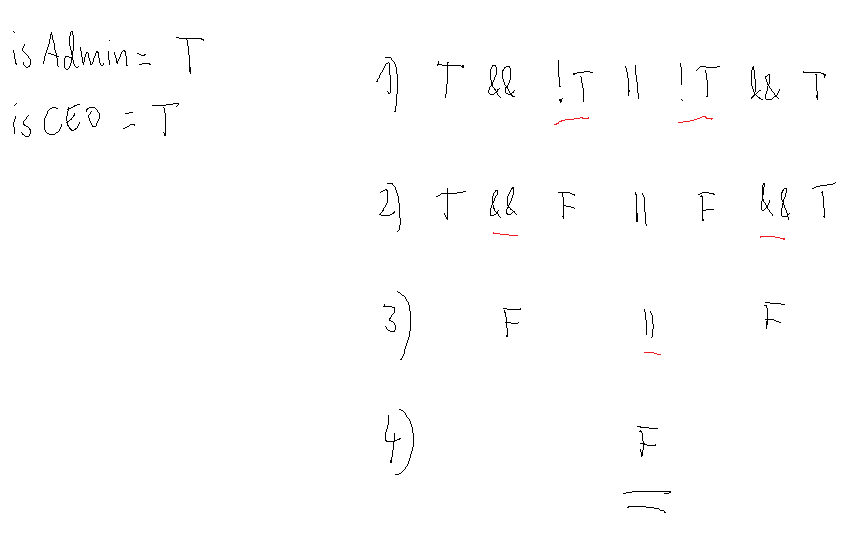 isAdmin = T
isCEO = T
1) T && !T || !T && T
2) T && F || F && T
3) F || F
4) F